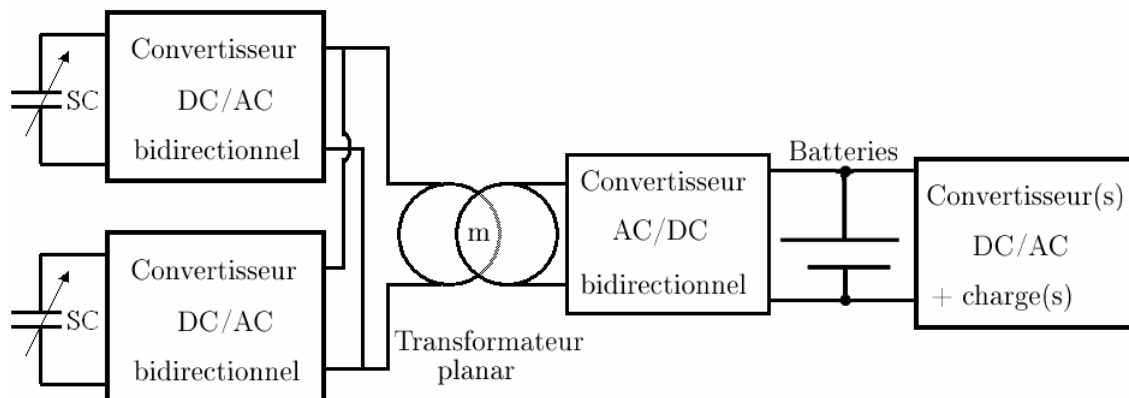 Convertisseur
DC/AC
bidirectionnel
SC
Convertisseur
DC/AC
bidirectionnel
SC
Transformateur
planar
m
Convertisseur
AC/DC
bidirectionnel
Batteries
Convertisseur(s)
DC/AC
+ charge(s)